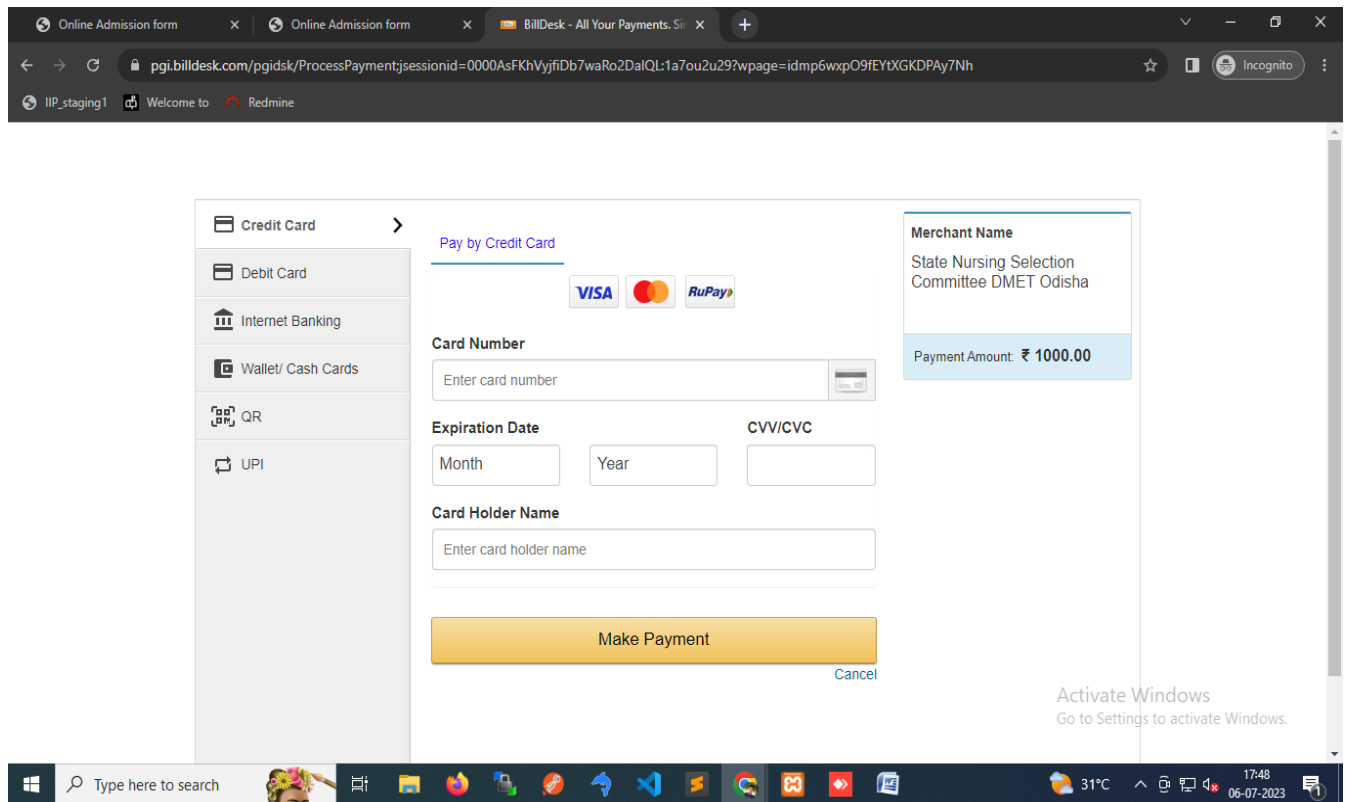 Online Admission form
Online Admission form
BillDesk - All Your Payments. Sin
pgi.billdesk.com/pgidsk/ProcessPayment;jsessionid=0000AsFKhVyjfiDb7waRo2DalQL:1a7ou2u29?wpage=idmp6wxpO9fEYtXGKDPAy7Nh
Incognito
IIP_staging1
Welcome to
Redmine
Credit Card
Debit Card
Internet Banking
Wallet/ Cash Cards
QR
UPI
Pay by Credit Card
VISA
RuPay
Card Number
Enter card number
Expiration Date
CVV/CVC
Month
Year
Card Holder Name
Enter card holder name
Make Payment
Cancel
Merchant Name
State Nursing Selection
Committee DMET Odisha
Payment Amount: ₹ 1000.00
Activate Windows
Go to Settings to activate Windows.
Type here to search
31°C
17:48
06-07-2023
1